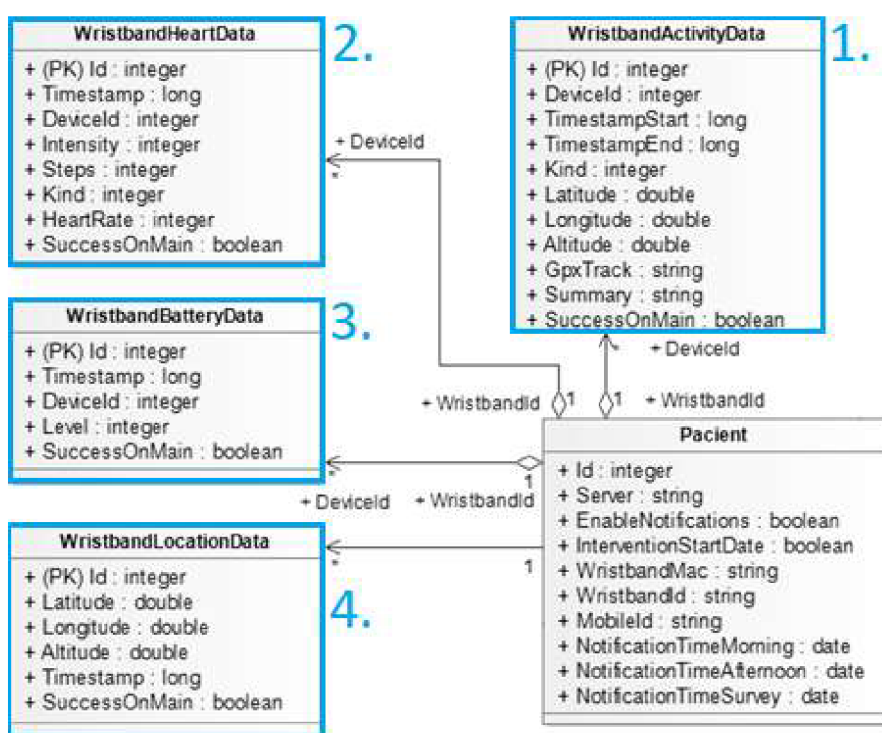 WristbandHeartData
+ (PK) Id : integer
+ Timestamp : long
+ DeviceId : integer
+ Intensity : integer
+ Steps : integer
+ Kind : integer
+ HeartRate : integer
+ SuccessOnMain : boolean
2.
WristbandActivityData
+ (PK) Id : integer
+ DeviceId : integer
+ TimestampStart : long
+ TimestampEnd : long
+ Kind : integer
+ Latitude : double
+ Longitude : double
+ Altitude : double
+ GpxTrack : string
+ Summary : string
+ SuccessOnMain : boolean
1.
+ DeviceId
*
WristbandBatteryData
+ (PK) Id : integer
+ Timestamp : long
+ DeviceId : integer
+ Level : integer
+ SuccessOnMain : boolean
3.
* + DeviceId
+ WristbandId 1
1 + WristbandId
*
1
+ DeviceId + WristbandId
Pacient
+ Id : integer
+ Server : string
+ EnableNotifications : boolean
+ InterventionStartDate : boolean
+ WristbandMac : string
+ WristbandId : string
+ MobileId : string
+ NotificationTimeMorning : date
+ NotificationTimeAfternoon : date
+ NotificationTimeSurvey : date
WristbandLocationData
+ (PK) Id : integer
+ Latitude : double
+ Longitude : double
+ Altitude : double
+ Timestamp : long
+ SuccessOnMain : boolean
4.
*
1